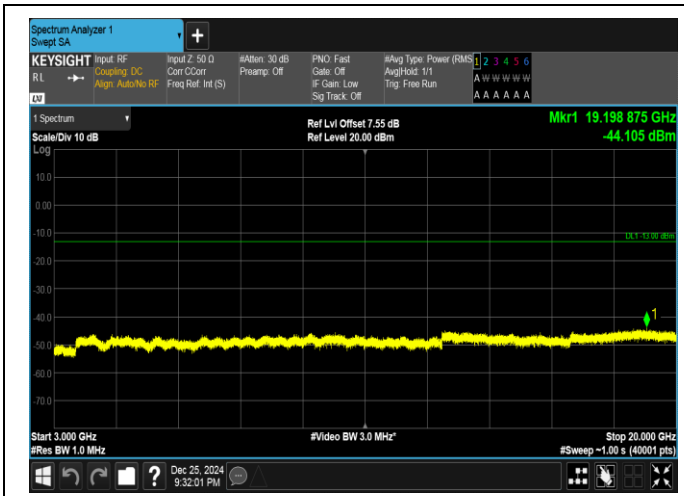 Spectrum Analyzer 1
Swept SA
+
KEYSIGHT
RL
LXI
Input: RF
Coupling: DC
Align: Auto/No RF
Input Z: 50 Ω
Corr CCorr
Freq Ref: Int (S)
#Atten: 30 dB
Preamp: Off
PNO: Fast
Gate: Off
IF Gain: Low
Sig Track: Off
#Avg Type: Power (RMS
Avg|Hold: 1/1
Trig: Free Run
1 2 3 4 5 6
A W W W W W
A A A A A A
1 Spectrum
Scale/Div 10 dB
Log
Ref Lvl Offset 7.55 dB
Ref Level 20.00 dBm
Mkr1 19.198 875 GHz
-44.105 dBm
10.0
0.00
-10.0
DL1 -13.00 dBm
-20.0
-30.0
-40.0
1
-50.0
-60.0
-70.0
Start 3.000 GHz
#Res BW 1.0 MHz
#Video BW 3.0 MHz*
Stop 20.000 GHz
#Sweep ~1.00 s (40001 pts)
?
Dec 25, 2024
9:32:01 PM